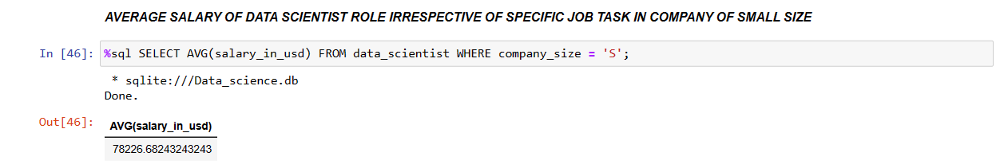 AVERAGE SALARY OF DATA SCIENTIST ROLE IRRESPECTIVE OF SPECIFIC JOB TASK IN COMPANY OF SMALL SIZE
In [46]: %sql SELECT AVG(salary_in_usd) FROM data_scientist WHERE company_size = 'S';
* sqlite:///Data_science.db
Done.
Out[46]: AVG(salary_in_usd)
78226.68243243243